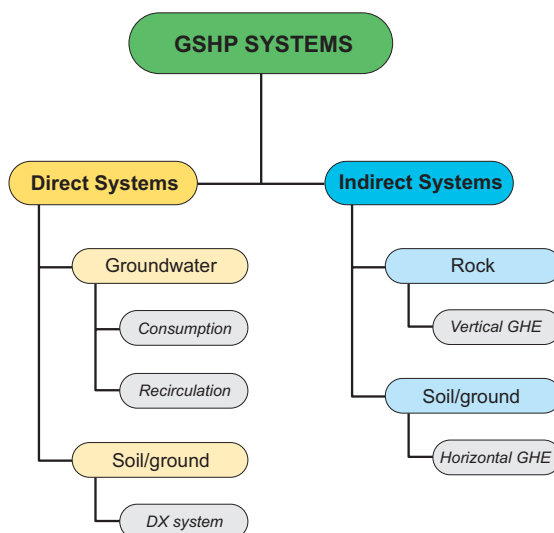 GSHP SYSTEMS
Direct Systems
Groundwater
Consumption
Recirculation
Soil/ground
DX system
Indirect Systems
Rock
Vertical GHE
Soil/ground
Horizontal GHE